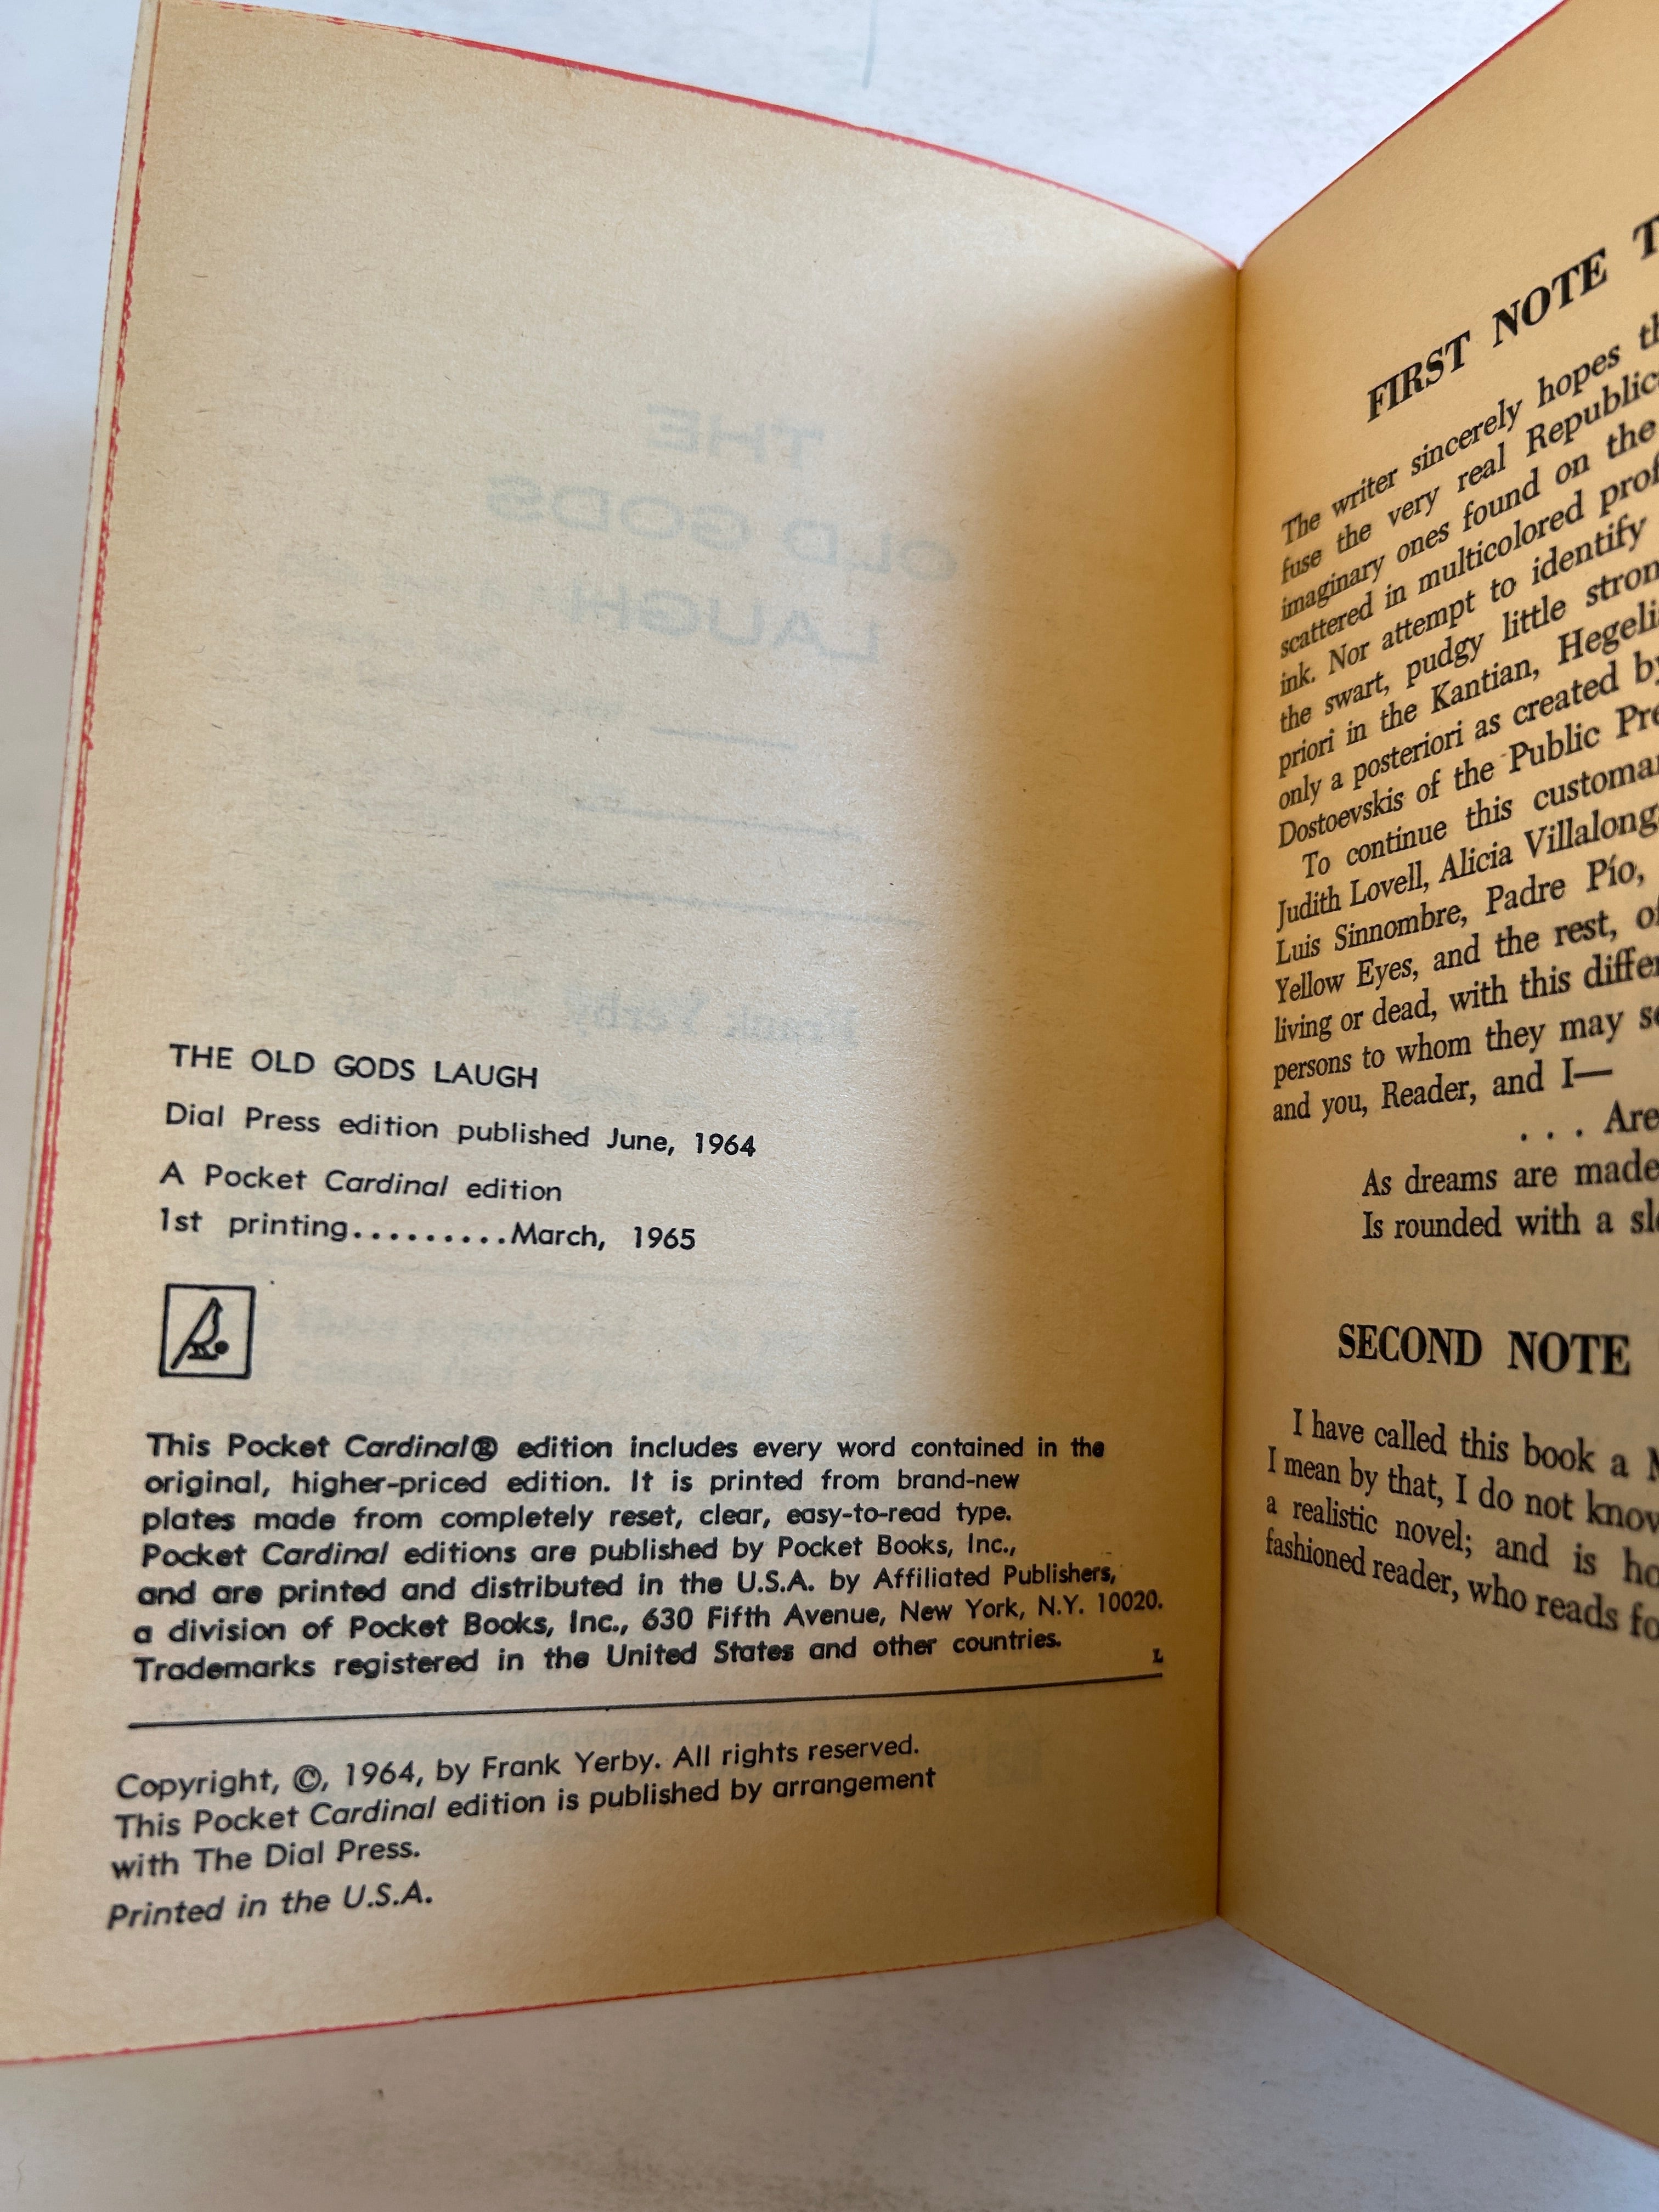 THE OLD GODS LAUGH
Dial Press edition published June, 1964
A Pocket Cardinal edition
1st printing.........March, 1965
This Pocket Cardinal® edition includes every word contained in the
original, higher-priced edition. It is printed from brand-new
plates made from completely reset, clear, easy-to-read type.
Pocket Cardinal editions are published by Pocket Books, Inc.,
and are printed and distributed in the U.S.A. by Affiliated Publishers,
a division of Pocket Books, Inc., 630 Fifth Avenue, New York, N.Y. 10020.
Trademarks registered in the United States and other countries.
L
Copyright, ©, 1964, by Frank Yerby. All rights reserved.
This Pocket Cardinal edition is published by arrangement
with The Dial Press.
Printed in the U.S.A.
FIRST NOTE
The writer sincerely hopes
fuse the very real
imaginary ones found on the
scattered in multicolored
ink. Nor attempt to identify
the swart, pudgy little
priori in the Kantian,
only a posteriori as created by
Dostoevskis of the Public
To continue this
Judith Lovell, Alicia
Luis Sinnombre, Padre Pío,
Yellow Eyes, and the rest,
living or dead, with this
persons to whom they may
and you, Reader, and I—
. . . Are
As dreams are made
Is rounded with a
SECOND NOTE
I have called this book a
I mean by that, I do not
a realistic novel; and is
fashioned reader, who reads